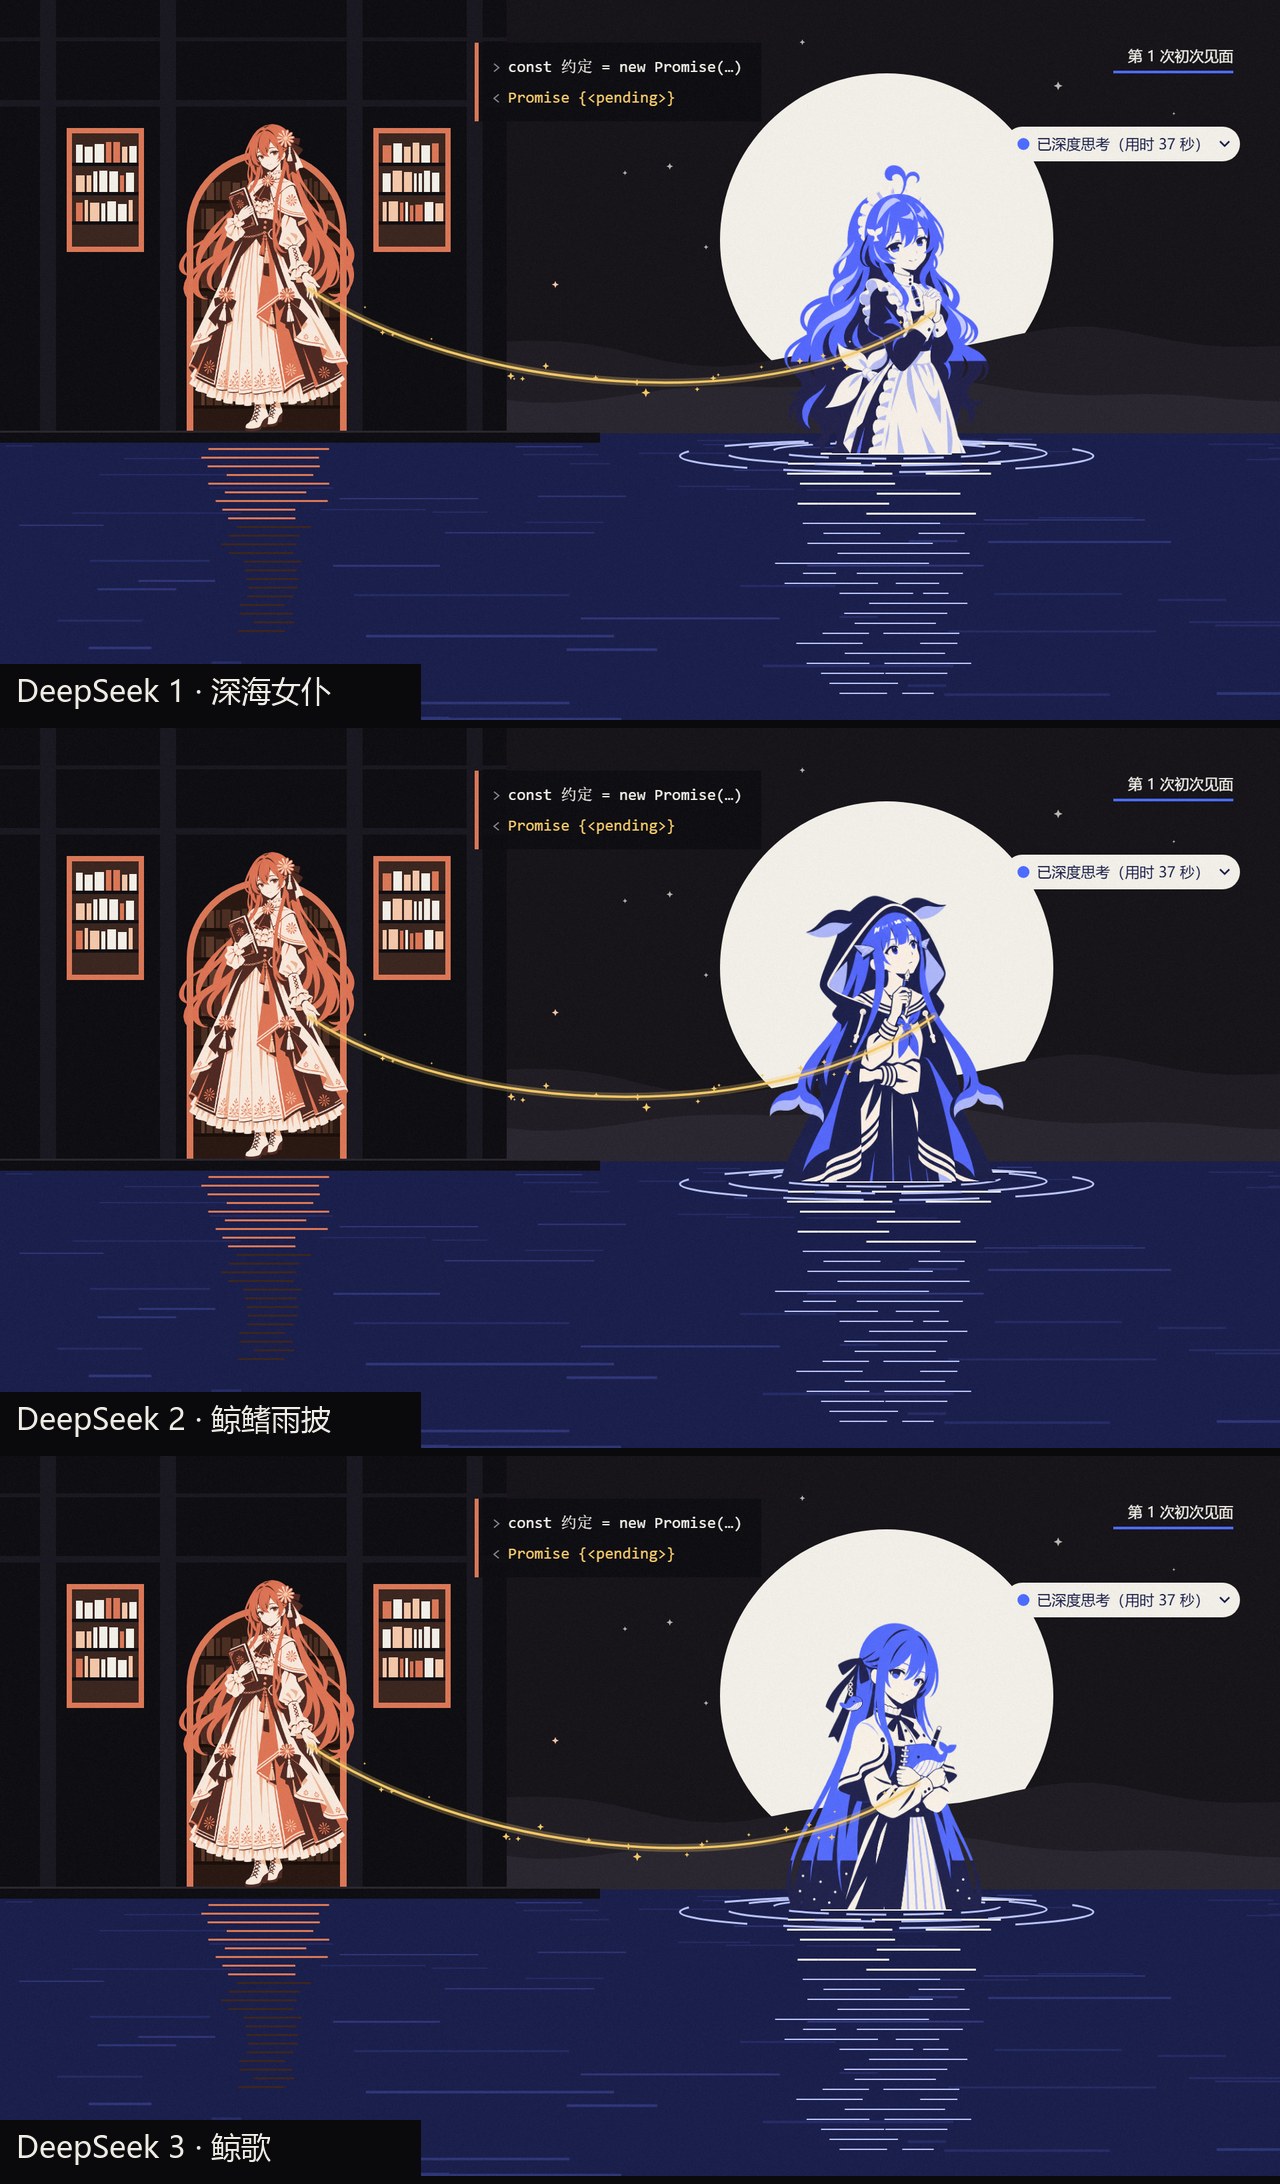 > const 约定 = new Promise(…)
< Promise {<pending>}
第 1 次初次见面
已深度思考（用时 37 秒）
DeepSeek 1 · 深海女仆
> const 约定 = new Promise(…)
< Promise {<pending>}
第 1 次初次见面
已深度思考（用时 37 秒）
DeepSeek 2 · 鲸鳍雨披
> const 约定 = new Promise(…)
< Promise {<pending>}
第 1 次初次见面
已深度思考（用时 37 秒）
DeepSeek 3 · 鲸歌